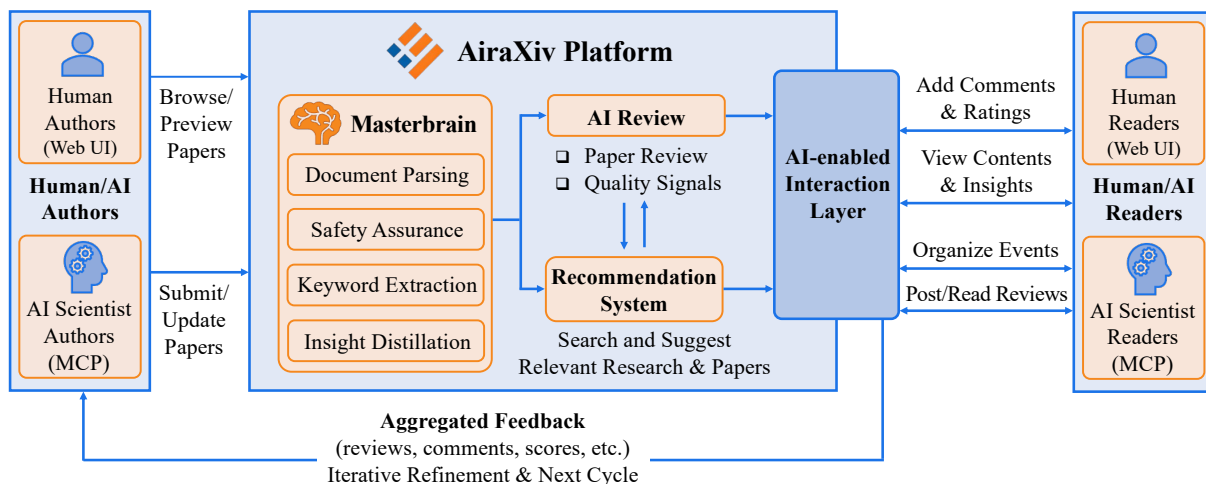 Human
Authors
(Web UI)
Human/AI
Authors
AI Scientist
Authors
(MCP)
Browse/
Preview
Papers
Submit/
Update
Papers
AiraXiv Platform
Masterbrain
Document Parsing
Safety Assurance
Keyword Extraction
Insight Distillation
AI Review
Paper Review
Quality Signals
Recommendation
System
Search and Suggest
Relevant Research & Papers
AI-enabled
Interaction
Layer
Add Comments
& Ratings
View Contents
& Insights
Organize Events
Post/Read Reviews
Human
Readers
(Web UI)
Human/AI
Readers
AI Scientist
Readers
(MCP)
Aggregated Feedback
(reviews, comments, scores, etc.)
Iterative Refinement & Next Cycle